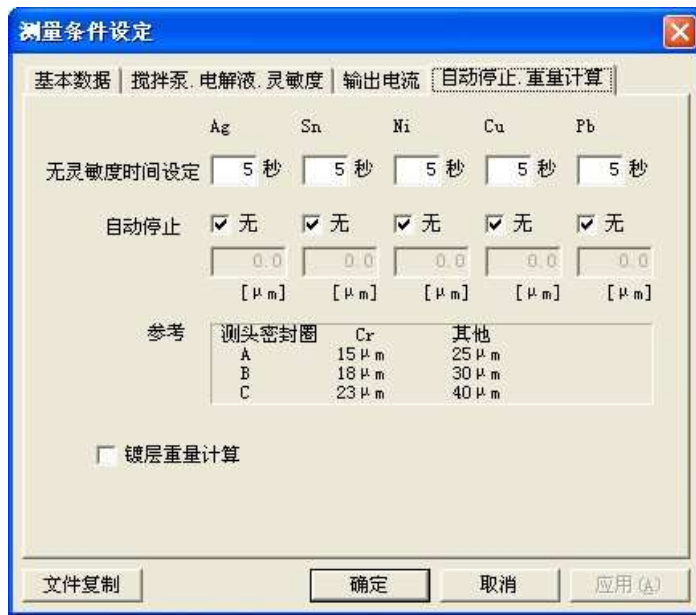 测量条件设定
基本数据 搅拌泵.电解液.灵敏度 输出电流 自动停止.重量计算
Ag Sn Ni Cu Pb
无灵敏度时间设定 5 秒 5 秒 5 秒 5 秒 5 秒
自动停止 无 无 无 无 无
0.0 0.0 0.0 0.0 0.0
[μm] [μm] [μm] [μm] [μm]
参考 测头密封圈 Cr 其他
A 15μm 25μm
B 18μm 30μm
C 23μm 40μm
镀层重量计算
文件复制 确定 取消 应用(A)